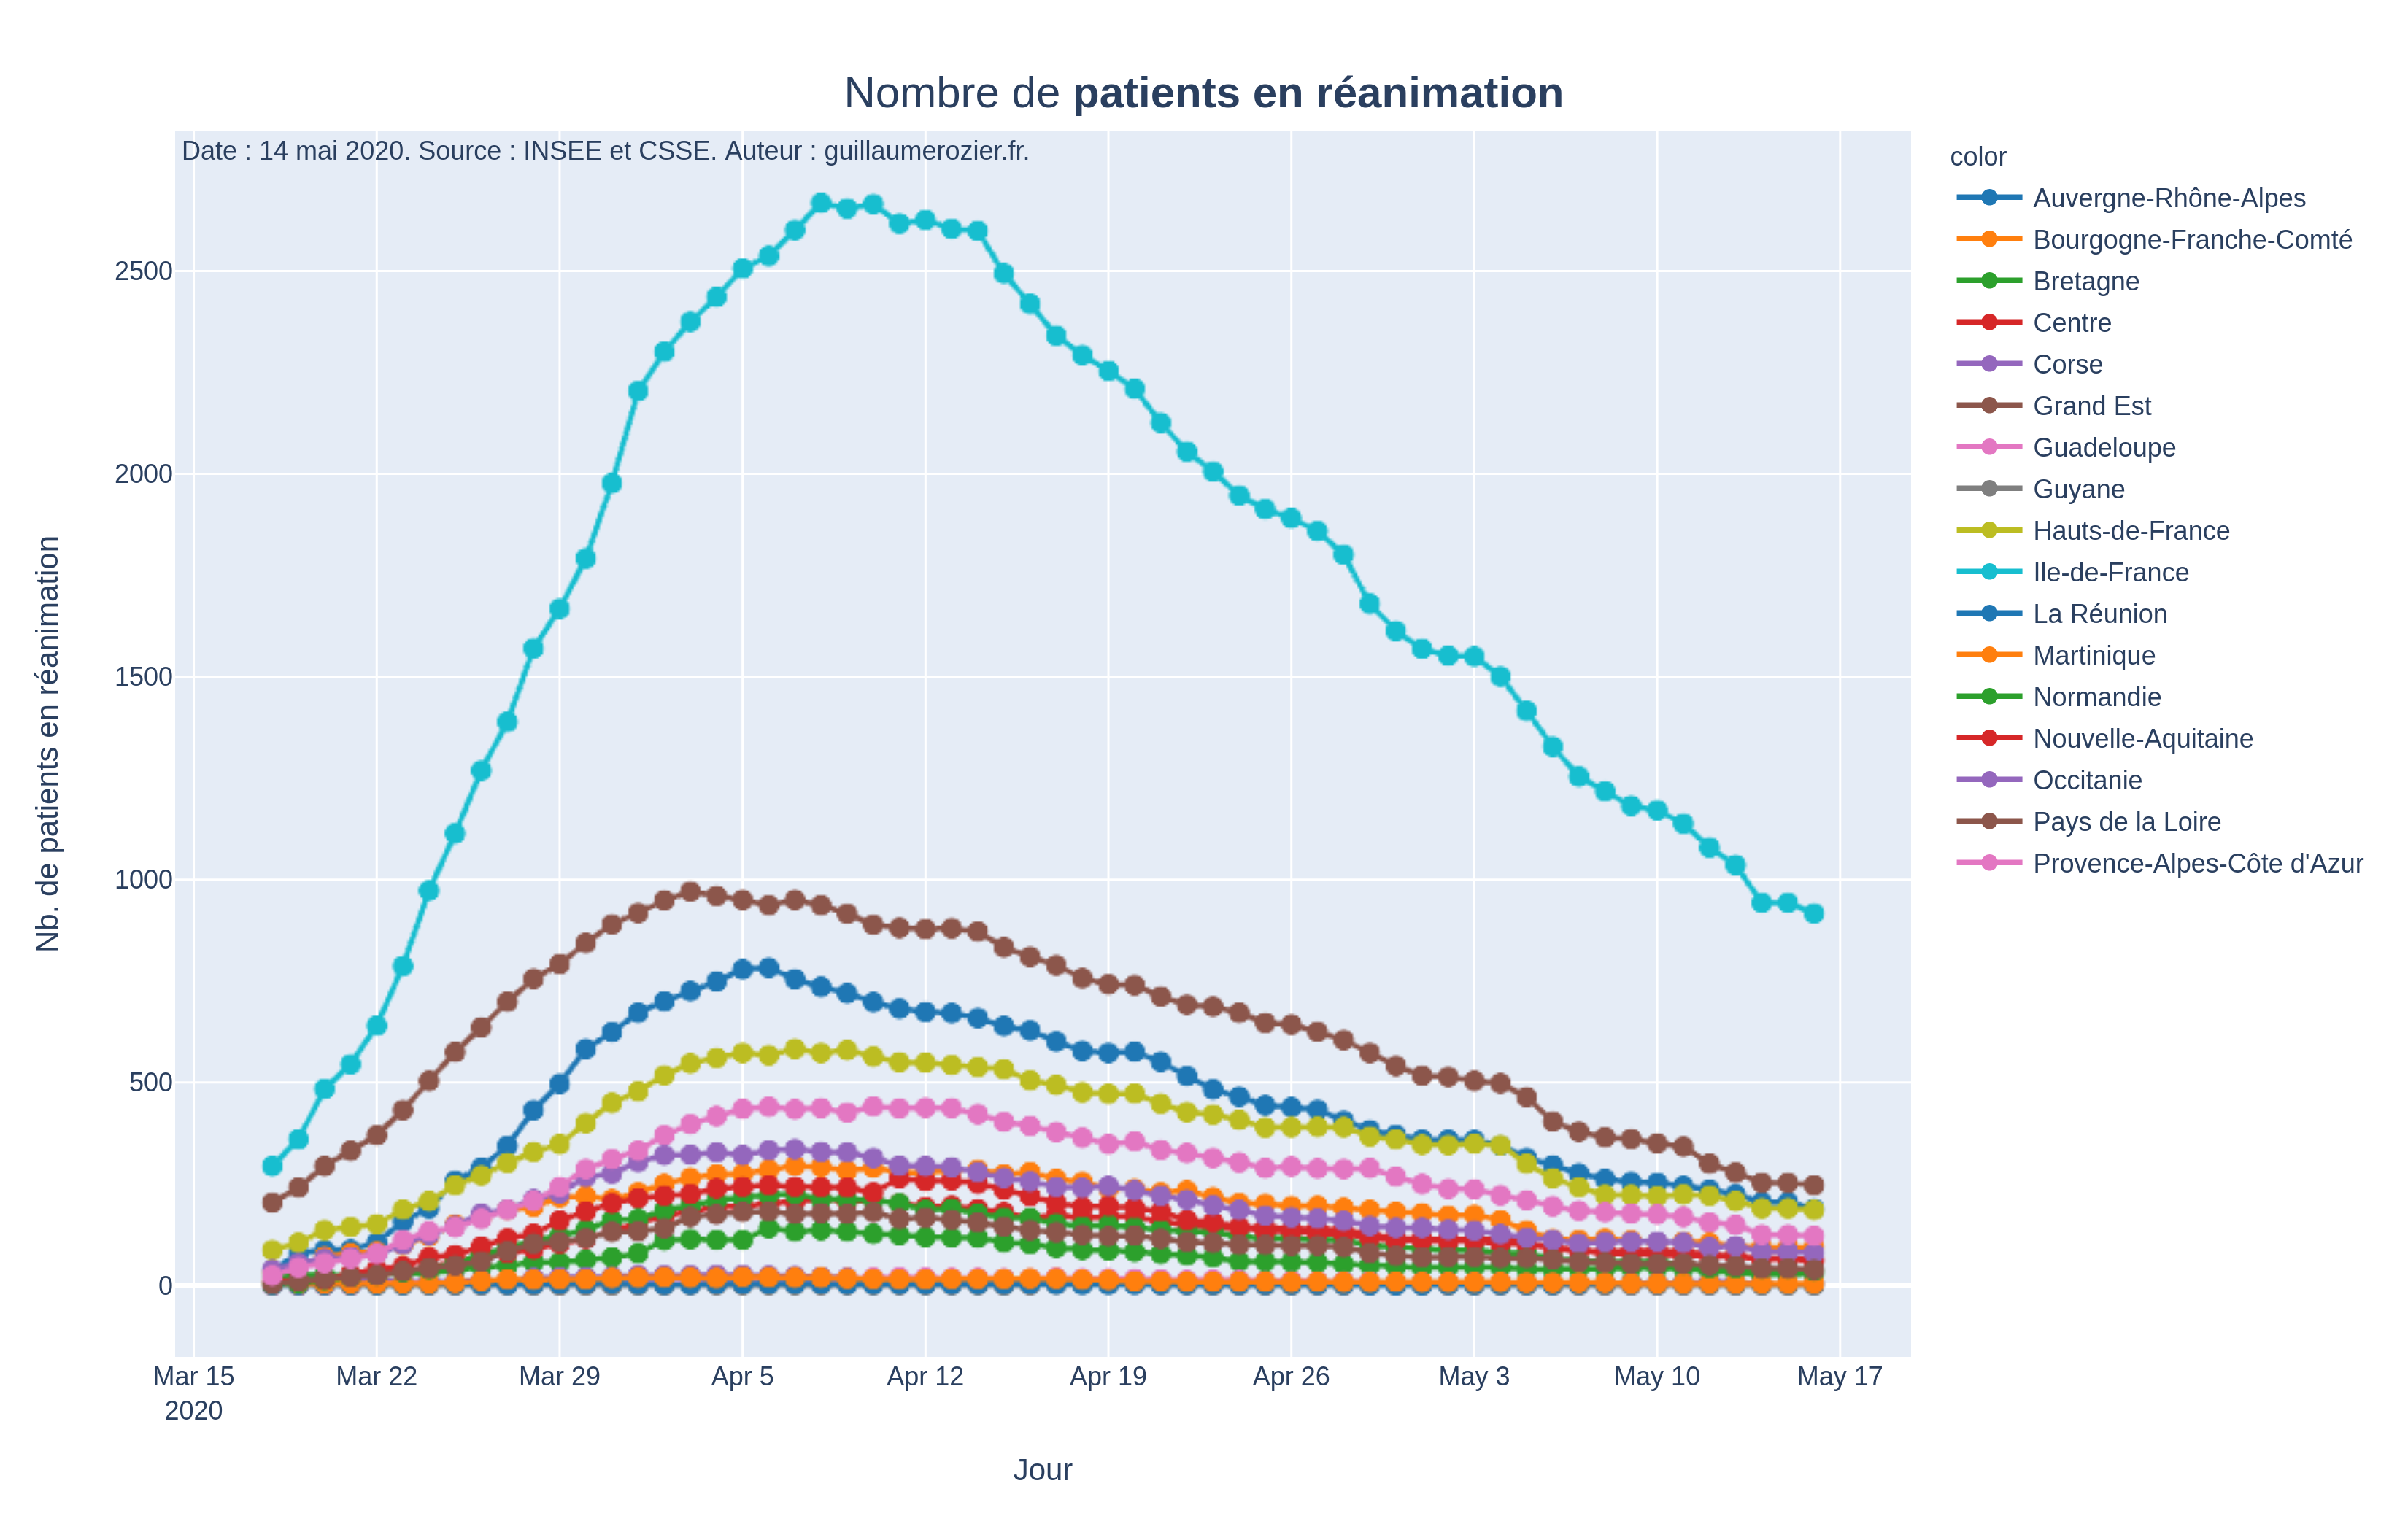 Nombre de patients en réanimation
Date : 14 mai 2020. Source : INSEE et CSSE. Auteur : guillaumerozier.fr.
Nb. de patients en réanimation
2500
2000
1500
1000
500
0
Mar 15
2020
Mar 22
Mar 29
Apr 5
Apr 12
Apr 19
Apr 26
May 3
May 10
May 17
Jour
color
Auvergne-Rhône-Alpes
Bourgogne-Franche-Comté
Bretagne
Centre
Corse
Grand Est
Guadeloupe
Guyane
Hauts-de-France
Ile-de-France
La Réunion
Martinique
Normandie
Nouvelle-Aquitaine
Occitanie
Pays de la Loire
Provence-Alpes-Côte d'Azur